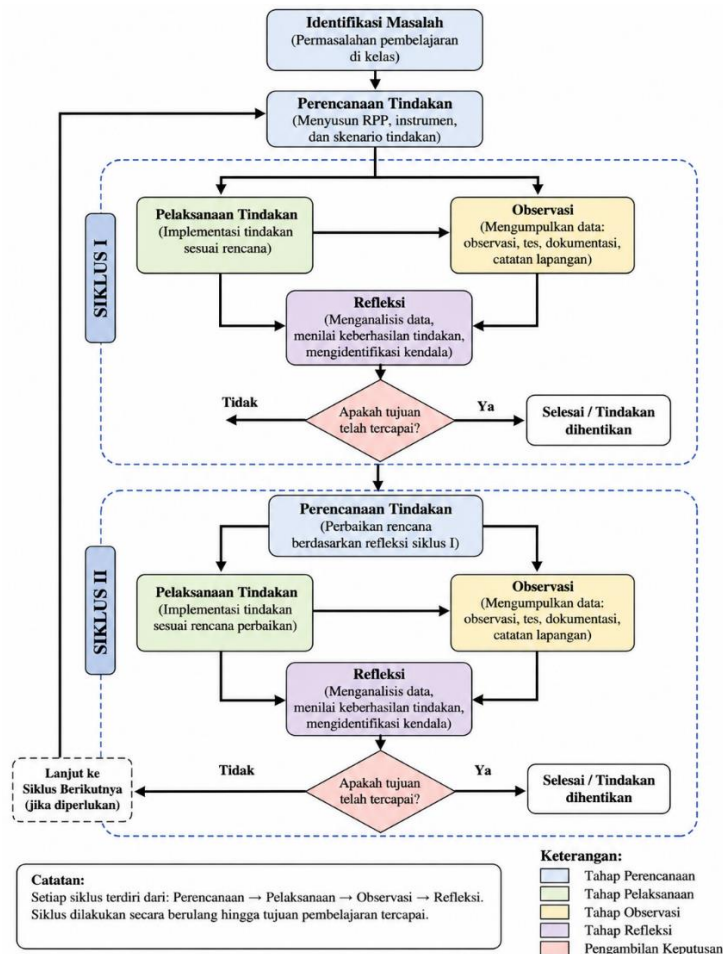 Identifikasi Masalah
(Permasalahan pembelajaran
di kelas)
Perencanaan Tindakan
(Menyusun RPP, instrumen,
dan skenario tindakan)
SIKLUS I
Pelaksanaan Tindakan
(Implementasi tindakan
sesuai rencana)
Observasi
(Mengumpulkan data:
observasi, tes, dokumentasi,
catatan lapangan)
Refleksi
(Menganalisis data,
menilai keberhasilan tindakan,
mengidentifikasi kendala)
Tidak
Apakah tujuan
telah tercapai?
Ya
Selesai / Tindakan
dihentikan
SIKLUS II
Perencanaan Tindakan
(Perbaikan rencana
berdasarkan refleksi siklus I)
Pelaksanaan Tindakan
(Implementasi tindakan
sesuai rencana perbaikan)
Observasi
(Mengumpulkan data:
observasi, tes, dokumentasi,
catatan lapangan)
Refleksi
(Menganalisis data,
menilai keberhasilan tindakan,
mengidentifikasi kendala)
Lanjut ke
Siklus Berikutnya
(jika diperlukan)
Tidak
Apakah tujuan
telah tercapai?
Ya
Selesai / Tindakan
dihentikan
Catatan:
Setiap siklus terdiri dari: Perencanaan → Pelaksanaan → Observasi → Refleksi.
Siklus dilakukan secara berulang hingga tujuan pembelajaran tercapai.
Keterangan:
Tahap Perencanaan
Tahap Pelaksanaan
Tahap Observasi
Tahap Refleksi
Pengambilan Keputusan